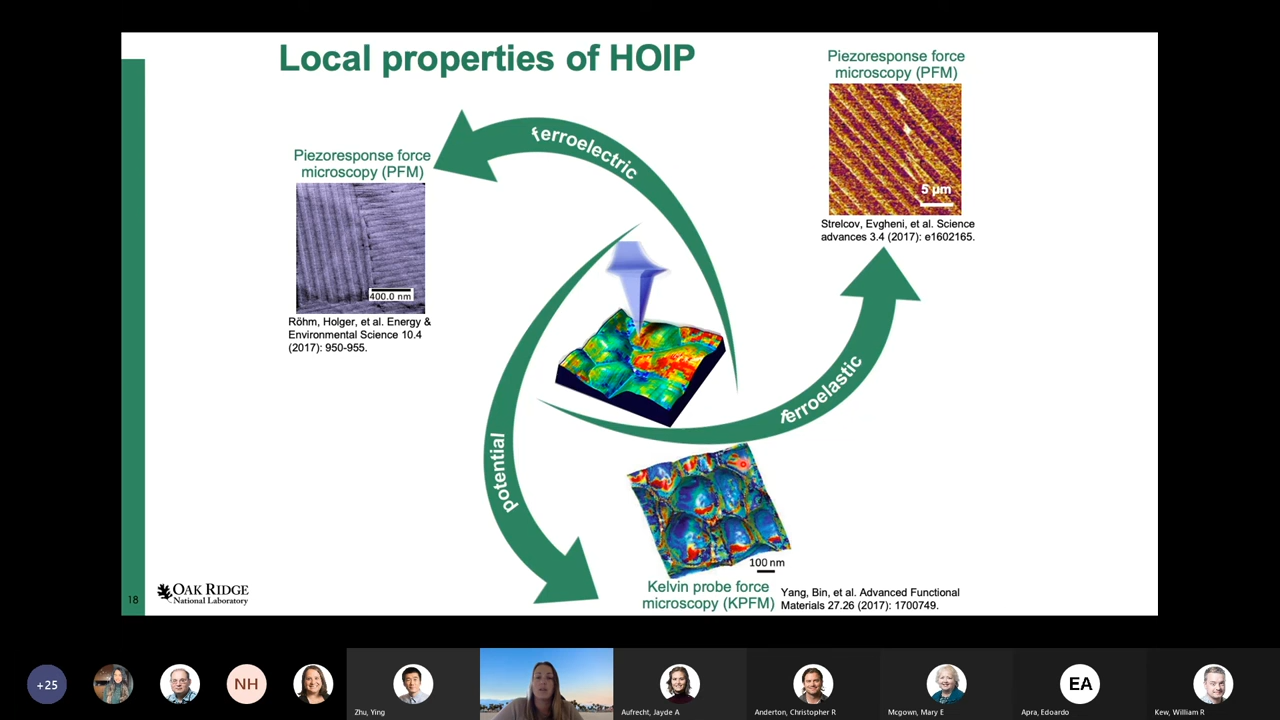 Local properties of HOIP
Piezoresponse force
microscopy (PFM)
5 µm
Strelcov, Evgheni, et al. Science
advances 3.4 (2017): e1602165.
ferroelectric
Piezoresponse force
microscopy (PFM)
400.0 nm
Röhm, Holger, et al. Energy &
Environmental Science 10.4
(2017): 950-955.
ferroelastic
potential
100 nm
Kelvin probe force
microscopy (KPFM)
Yang, Bin, et al. Advanced Functional
Materials 27.26 (2017): 1700749.
18
OAK RIDGE
National Laboratory
+25
NH
EA
Zhu, Ying
Aufrecht, Jayde A
Anderton, Christopher R
Mcgown, Mary E
Apra, Edoardo
Kew, William R